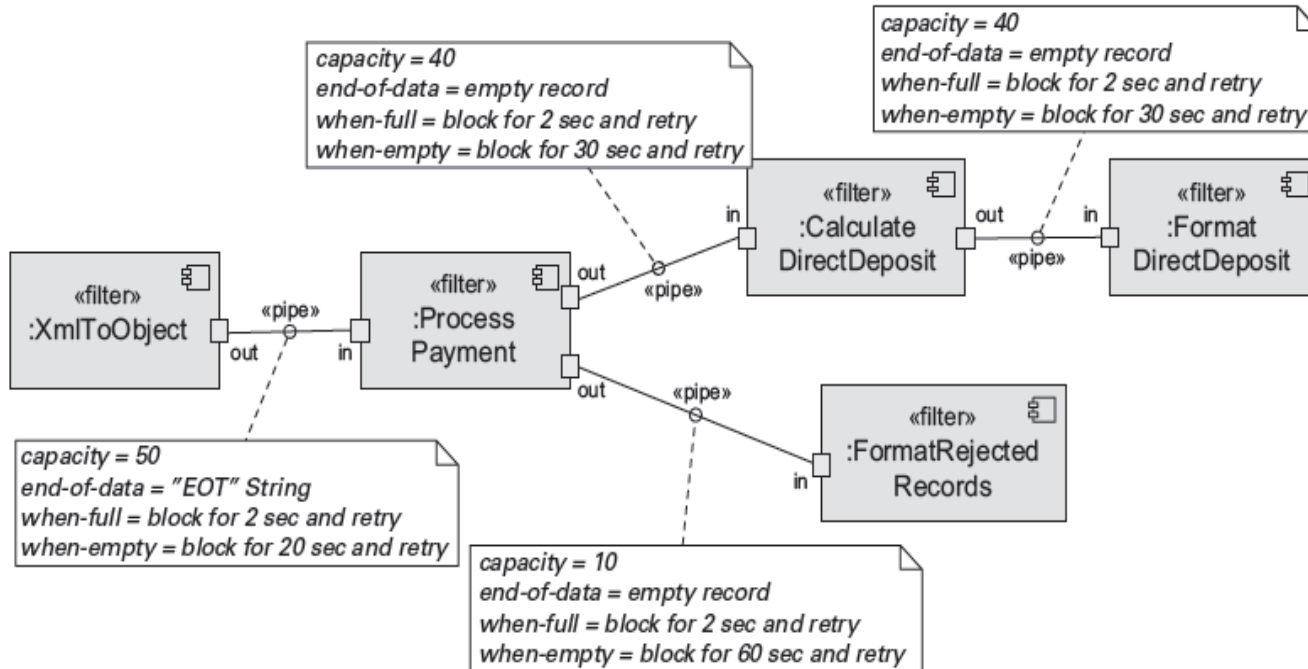 capacity = 40
end-of-data = empty record
when-full = block for 2 sec and retry
when-empty = block for 30 sec and retry
capacity = 40
end-of-data = empty record
when-full = block for 2 sec and retry
when-empty = block for 30 sec and retry
«filter»
:XmlToObject
out
«pipe»
in
«filter»
:Process
Payment
out
out
«pipe»
in
«filter»
:Calculate
DirectDeposit
out
«pipe»
in
«filter»
:Format
DirectDeposit
«pipe»
in
«filter»
:FormatRejected
Records
capacity = 50
end-of-data = "EOT" String
when-full = block for 2 sec and retry
when-empty = block for 20 sec and retry
capacity = 10
end-of-data = empty record
when-full = block for 2 sec and retry
when-empty = block for 60 sec and retry